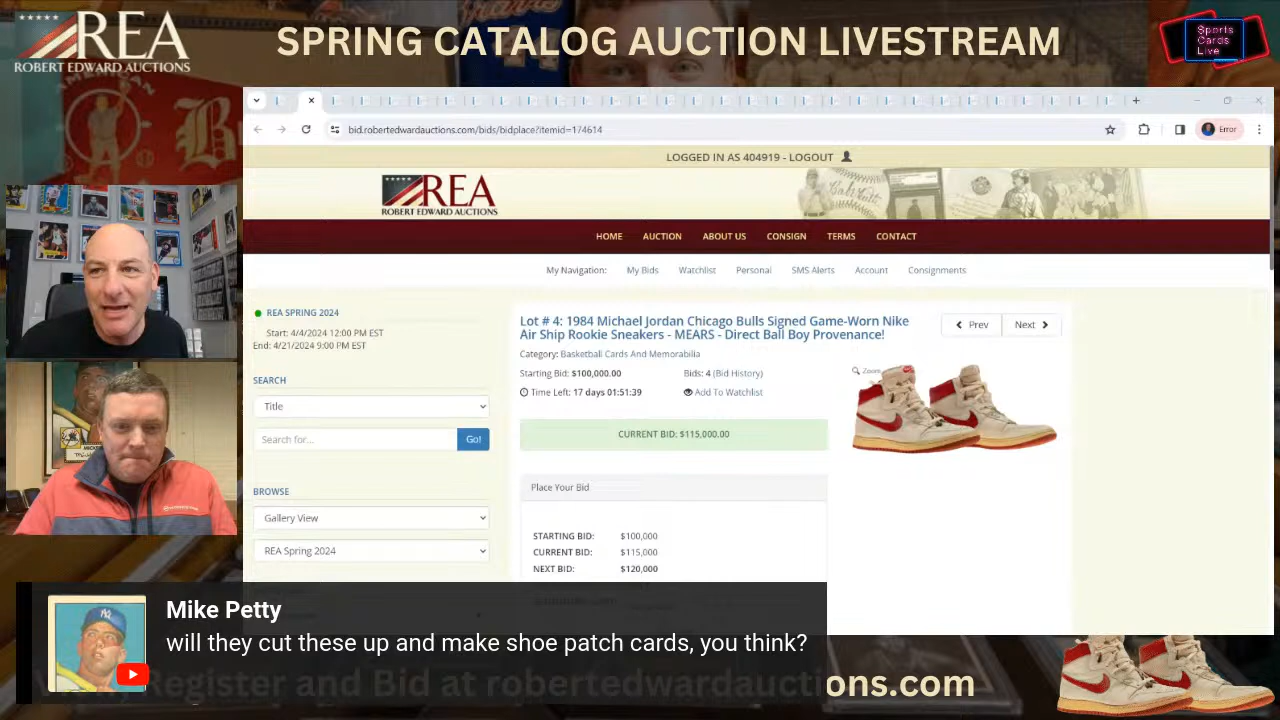 REA
ROBERT EDWARD AUCTIONS
SPRING CATALOG AUCTION LIVESTREAM
Sports
Cards
Live
bid.robertedwardauctions.com/bids/bidplace?itemid=174614
Error
LOGGED IN AS 404919 - LOGOUT
REA
ROBERT EDWARD AUCTIONS
HOME AUCTION ABOUT US CONSIGN TERMS CONTACT
My Navigation: My Bids Watchlist Personal SMS Alerts Account Consignments
REA SPRING 2024
Start: 4/4/2024 12:00 PM EST
End: 4/21/2024 9:00 PM EST
SEARCH
Title
Search for... Go!
BROWSE
Gallery View
REA Spring 2024
Lot # 4: 1984 Michael Jordan Chicago Bulls Signed Game-Worn Nike
Air Ship Rookie Sneakers - MEARS - Direct Ball Boy Provenance!
Prev Next
Category: Basketball Cards And Memorabilia
Starting Bid: $100,000.00 Bids: 4 (Bid History)
Time Left: 17 days 01:51:39 Add To Watchlist
Zoom
CURRENT BID: $115,000.00
Place Your Bid
STARTING BID: $100,000
CURRENT BID: $115,000
NEXT BID: $120,000
Mike Petty
will they cut these up and make shoe patch cards, you think?
Register and Bid at robertedwardauctions.com